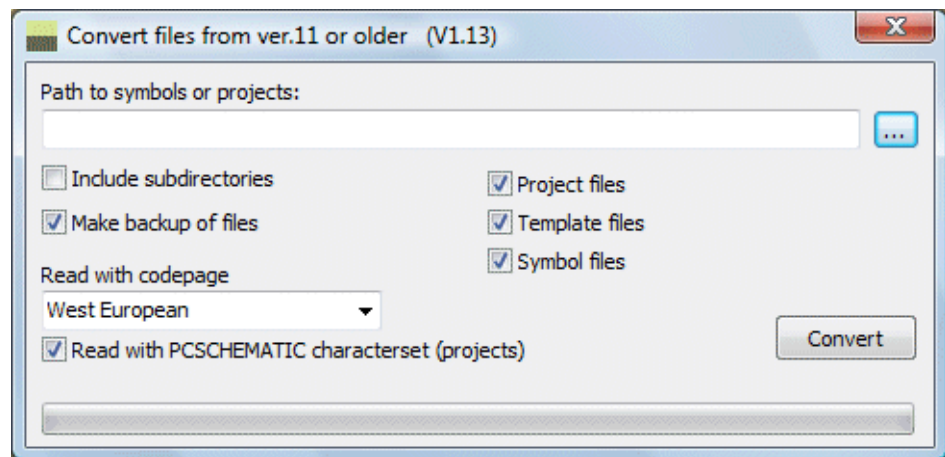 Convert files from ver.11 or older (V1.13)
Path to symbols or projects:
...
Include subdirectories
Project files
Make backup of files
Template files
Symbol files
Read with codepage
West European
Read with PCSCHEMATIC characterset (projects)
Convert